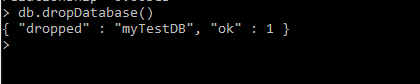 > db.dropDatabase()
{ "dropped" : "myTestDB", "ok" : 1 }
>